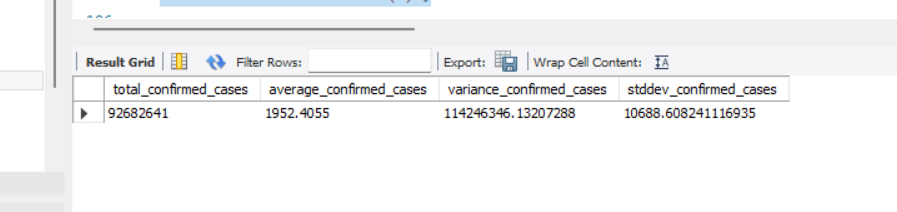 Result Grid Filter Rows: Export: Wrap Cell Content:
total_confirmed_cases average_confirmed_cases variance_confirmed_cases stddev_confirmed_cases
92682641 1952.4055 114246346.13207288 10688.608241116935